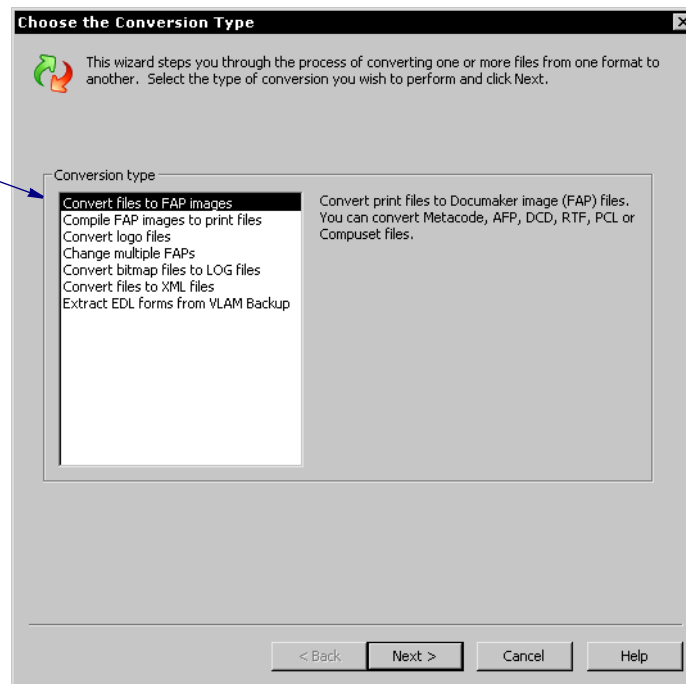 Choose the Conversion Type
This wizard steps you through the process of converting one or more files from one format to
another. Select the type of conversion you wish to perform and click Next.
Conversion type
Convert files to FAP images
Compile FAP images to print files
Convert logo files
Change multiple FAPs
Convert bitmap files to LOG files
Convert files to XML files
Extract EDL forms from VLAM Backup
Convert print files to Documaker image (FAP) files.
You can convert Metacode, AFP, DCD, RTF, PCL or
Compuset files.
< Back
Next >
Cancel
Help